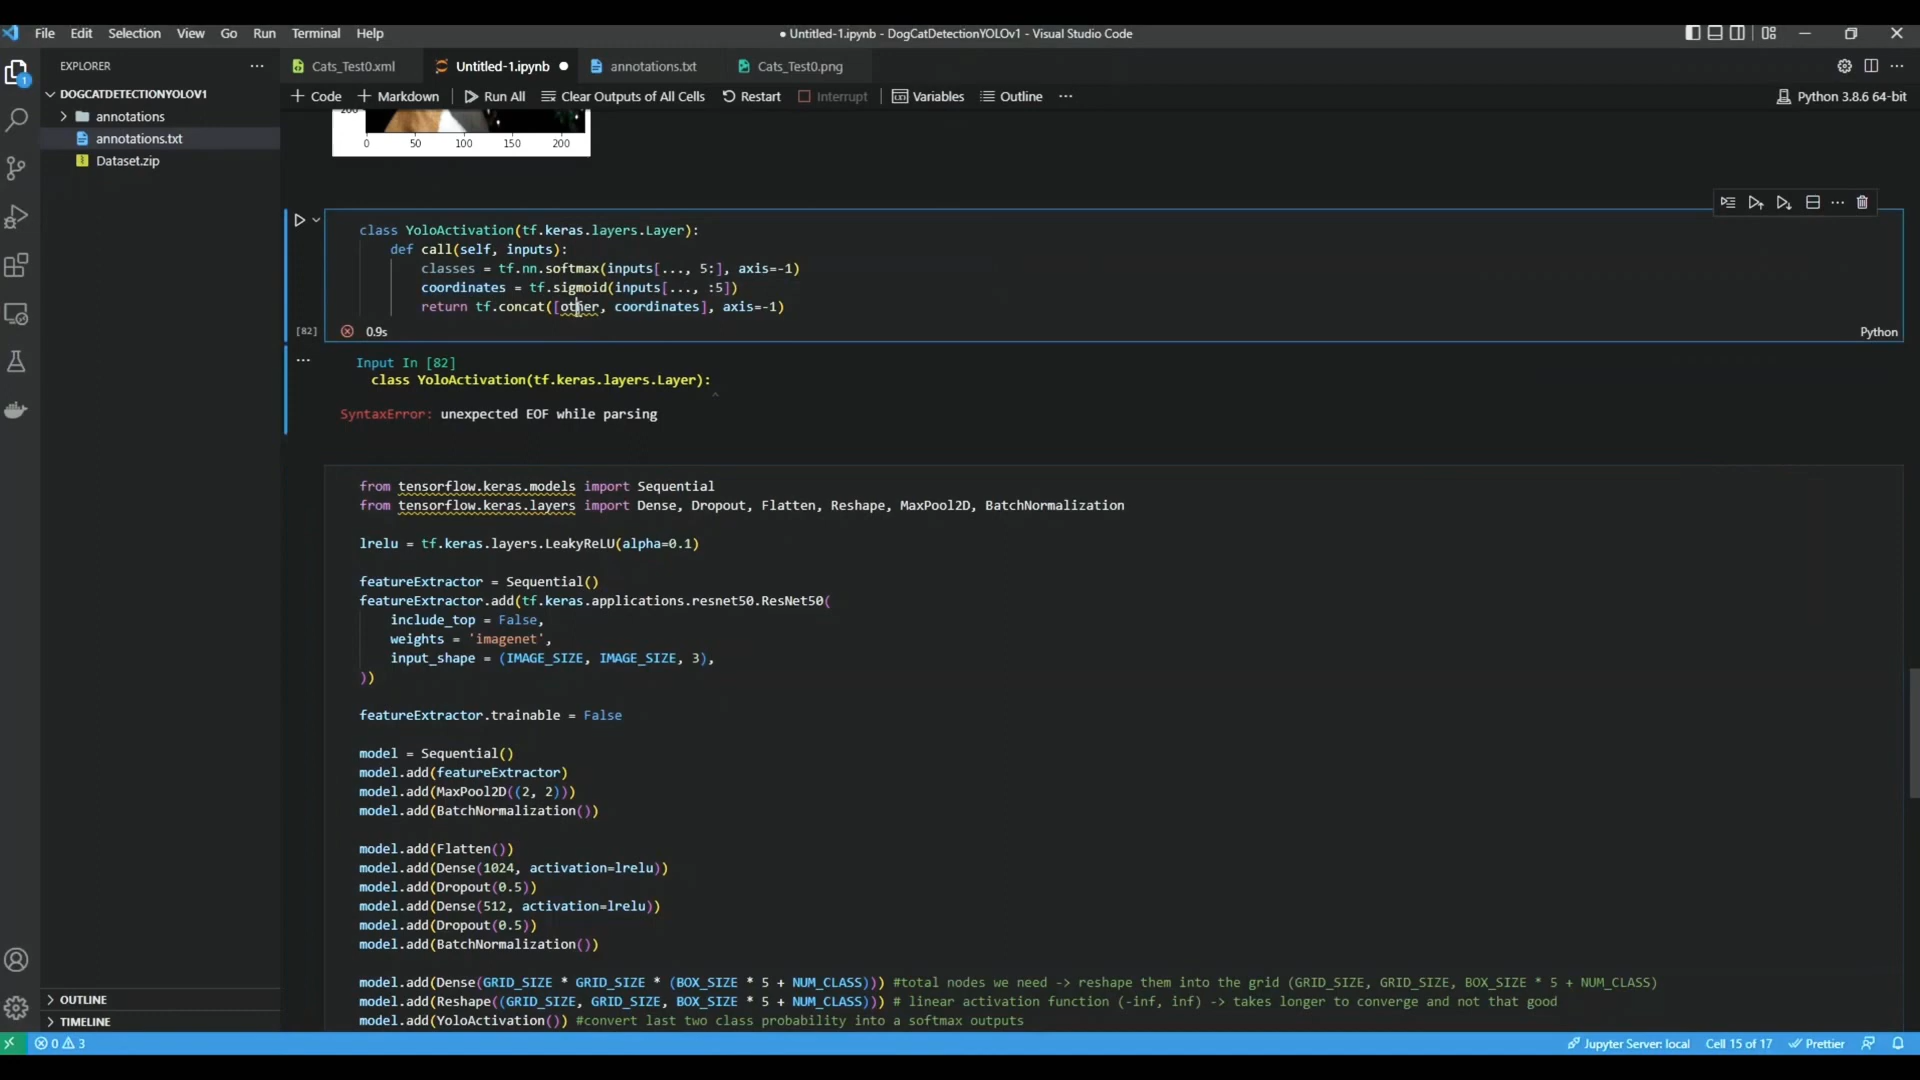 File Edit Selection View Go Run Terminal Help
● Untitled-1.ipynb - DogCatDetectionYOLOv1 - Visual Studio Code
EXPLORER
Cats_Test0.xml
Untitled-1.ipynb
annotations.txt
Cats_Test0.png
DOGCATDETECTIONYOLOV1
annotations
annotations.txt
Dataset.zip
Code Markdown Run All Clear Outputs of All Cells Restart Interrupt Variables Outline
Python 3.8.6 64-bit
200
0 50 100 150 200
class YoloActivation(tf.keras.layers.Layer):
def call(self, inputs):
classes = tf.nn.softmax(inputs[..., 5:], axis=-1)
coordinates = tf.sigmoid(inputs[..., :5])
return tf.concat([other, coordinates], axis=-1)
[82] 0.9s Python
Input In [82]
class YoloActivation(tf.keras.layers.Layer):
^
SyntaxError: unexpected EOF while parsing
from tensorflow.keras.models import Sequential
from tensorflow.keras.layers import Dense, Dropout, Flatten, Reshape, MaxPool2D, BatchNormalization
lrelu = tf.keras.layers.LeakyReLU(alpha=0.1)
featureExtractor = Sequential()
featureExtractor.add(tf.keras.applications.resnet50.ResNet50(
include_top = False,
weights = 'imagenet',
input_shape = (IMAGE_SIZE, IMAGE_SIZE, 3),
))
featureExtractor.trainable = False
model = Sequential()
model.add(featureExtractor)
model.add(MaxPool2D((2, 2)))
model.add(BatchNormalization())
model.add(Flatten())
model.add(Dense(1024, activation=lrelu))
model.add(Dropout(0.5))
model.add(Dense(512, activation=lrelu))
model.add(Dropout(0.5))
model.add(BatchNormalization())
model.add(Dense(GRID_SIZE * GRID_SIZE * (BOX_SIZE * 5 + NUM_CLASS))) #total nodes we need -> reshape them into the grid (GRID_SIZE, GRID_SIZE, BOX_SIZE * 5 + NUM_CLASS)
model.add(Reshape((GRID_SIZE, GRID_SIZE, BOX_SIZE * 5 + NUM_CLASS))) # linear activation function (-inf, inf) -> takes longer to converge and not that good
model.add(YoloActivation()) #convert last two class probability into a softmax outputs
OUTLINE
TIMELINE
0 3
Jupyter Server: local Cell 15 of 17 Prettier